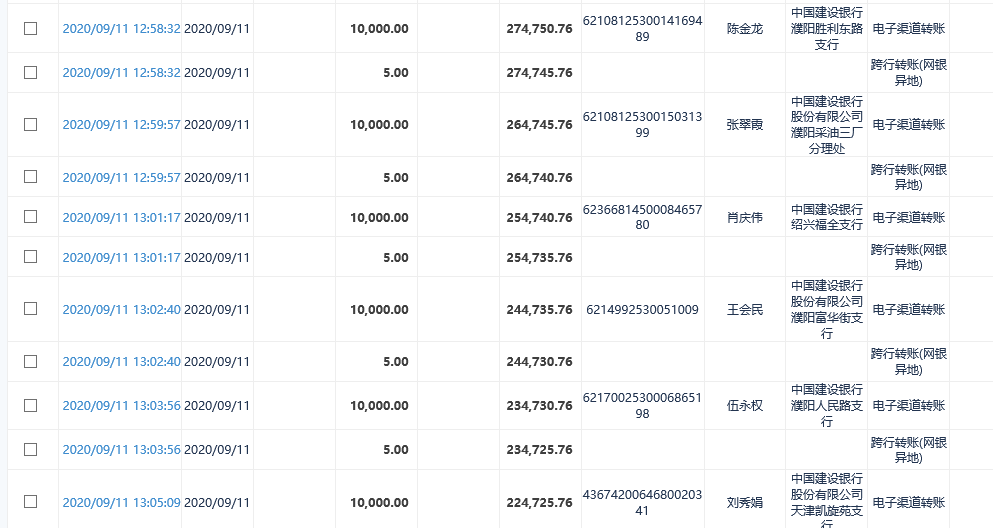 2020/09/11 12:58:32 2020/09/11 10,000.00 274,750.76 62108125300141694
89 陈金龙 中国建设银行
濮阳胜利东路
支行 电子渠道转账
2020/09/11 12:58:32 2020/09/11 5.00 274,745.76 跨行转账(网银
异地)
2020/09/11 12:59:57 2020/09/11 10,000.00 264,745.76 62108125300150313
99 张翠霞 中国建设银行
股份有限公司
濮阳采油三厂
分理处 电子渠道转账
2020/09/11 12:59:57 2020/09/11 5.00 264,740.76 跨行转账(网银
异地)
2020/09/11 13:01:17 2020/09/11 10,000.00 254,740.76 62366814500084657
80 肖庆伟 中国建设银行
绍兴福全支行 电子渠道转账
2020/09/11 13:01:17 2020/09/11 5.00 254,735.76 跨行转账(网银
异地)
2020/09/11 13:02:40 2020/09/11 10,000.00 244,735.76 6214992530051009 王会民 中国建设银行
股份有限公司
濮阳富华街支
行 电子渠道转账
2020/09/11 13:02:40 2020/09/11 5.00 244,730.76 跨行转账(网银
异地)
2020/09/11 13:03:56 2020/09/11 10,000.00 234,730.76 62170025300068651
98 伍永权 中国建设银行
濮阳人民路支
行 电子渠道转账
2020/09/11 13:03:56 2020/09/11 5.00 234,725.76 跨行转账(网银
异地)
2020/09/11 13:05:09 2020/09/11 10,000.00 224,725.76 43674200646800203
41 刘秀娟 中国建设银行
股份有限公司
天津凯旋苑支
行 电子渠道转账